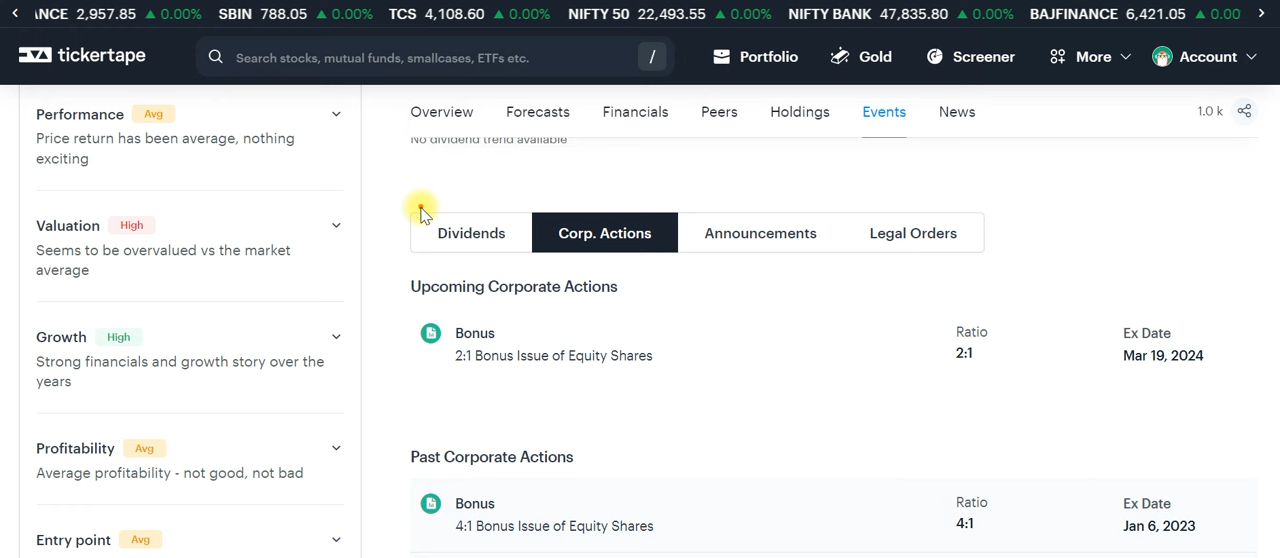 ANCE 2,957.85 ▲ 0.00% SBIN 788.05 ▲ 0.00% TCS 4,108.60 ▲ 0.00% NIFTY 50 22,493.55 ▲ 0.00% NIFTY BANK 47,835.80 ▲ 0.00% BAJFINANCE 6,421.05 ▲ 0.00
tickertape Search stocks, mutual funds, smallcases, ETFs etc. / Portfolio Gold Screener More Account
Overview Forecasts Financials Peers Holdings Events News 1.0 k
Performance Avg
Price return has been average, nothing
exciting
Valuation High
Seems to be overvalued vs the market
average
Growth High
Strong financials and growth story over the
years
Profitability Avg
Average profitability - not good, not bad
Entry point Avg
No dividend trend available
Dividends Corp. Actions Announcements Legal Orders
Upcoming Corporate Actions
Bonus Ratio Ex Date
2:1 Bonus Issue of Equity Shares 2:1 Mar 19, 2024
Past Corporate Actions
Bonus Ratio Ex Date
4:1 Bonus Issue of Equity Shares 4:1 Jan 6, 2023